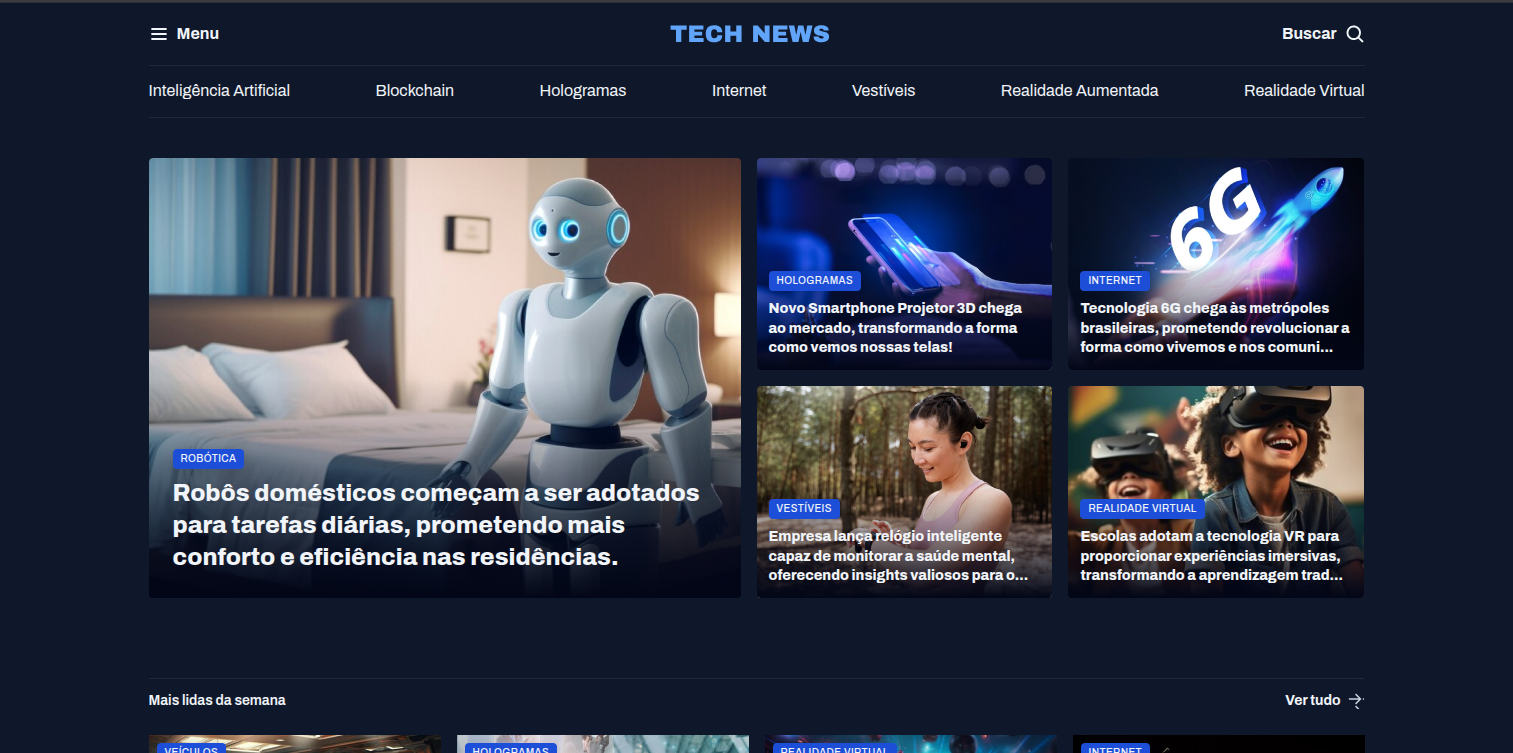 Menu
TECH NEWS
Buscar
Inteligência Artificial
Blockchain
Hologramas
Internet
Vestíveis
Realidade Aumentada
Realidade Virtual
ROBÓTICA
Robôs domésticos começam a ser adotados
para tarefas diárias, prometendo mais
conforto e eficiência nas residências.
HOLOGRAMAS
Novo Smartphone Projetor 3D chega
ao mercado, transformando a forma
como vemos nossas telas!
6G
INTERNET
Tecnologia 6G chega às metrópoles
brasileiras, prometendo revolucionar a
forma como vivemos e nos comuni...
VESTÍVEIS
Empresa lança relógio inteligente
capaz de monitorar a saúde mental,
oferecendo insights valiosos para o...
REALIDADE VIRTUAL
Escolas adotam a tecnologia VR para
proporcionar experiências imersivas,
transformando a aprendizagem trad...
Mais lidas da semana
Ver tudo
VEÍCULOS
HOLOGRAMAS
REALIDADE VIRTUAL
INTERNET